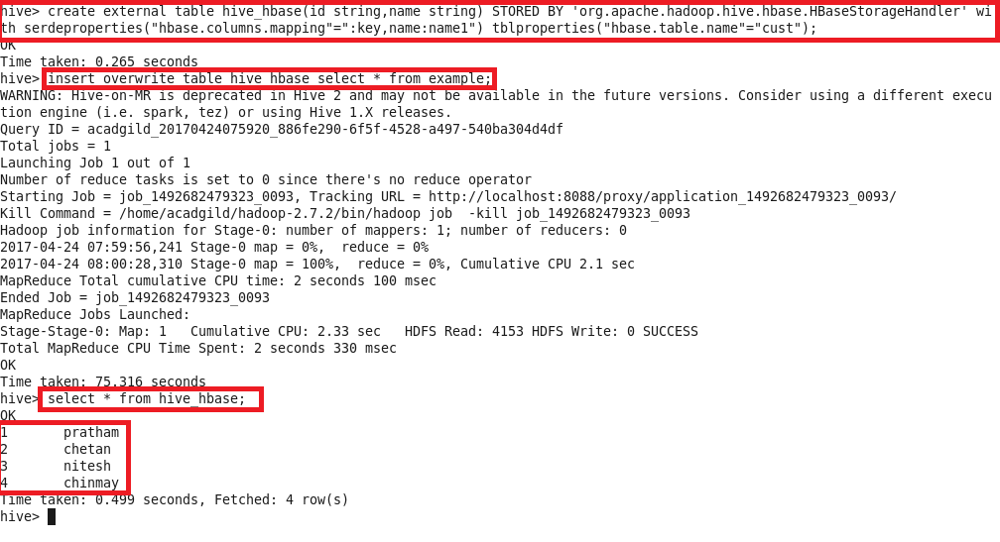 hive> create external table hive_hbase(id string,name string) STORED BY 'org.apache.hadoop.hive.hbase.HBaseStorageHandler' wi
th serdeproperties("hbase.columns.mapping"=":key,name:name1") tblproperties("hbase.table.name"="cust");
OK
Time taken: 0.265 seconds
hive> insert overwrite table hive_hbase select * from example;
WARNING: Hive-on-MR is deprecated in Hive 2 and may not be available in the future versions. Consider using a different execu
tion engine (i.e. spark, tez) or using Hive 1.X releases.
Query ID = acadgild_20170424075920_886fe290-6f5f-4528-a497-540ba304d4df
Total jobs = 1
Launching Job 1 out of 1
Number of reduce tasks is set to 0 since there's no reduce operator
Starting Job = job_1492682479323_0093, Tracking URL = http://localhost:8088/proxy/application_1492682479323_0093/
Kill Command = /home/acadgild/hadoop-2.7.2/bin/hadoop job  -kill job_1492682479323_0093
Hadoop job information for Stage-0: number of mappers: 1; number of reducers: 0
2017-04-24 07:59:56,241 Stage-0 map = 0%,  reduce = 0%
2017-04-24 08:00:28,310 Stage-0 map = 100%,  reduce = 0%, Cumulative CPU 2.1 sec
MapReduce Total cumulative CPU time: 2 seconds 100 msec
Ended Job = job_1492682479323_0093
MapReduce Jobs Launched:
Stage-Stage-0: Map: 1   Cumulative CPU: 2.33 sec   HDFS Read: 4153 HDFS Write: 0 SUCCESS
Total MapReduce CPU Time Spent: 2 seconds 330 msec
OK
Time taken: 75.316 seconds
hive> select * from hive_hbase;
OK
1       pratham
2       chetan
3       nitesh
4       chinmay
Time taken: 0.499 seconds, Fetched: 4 row(s)
hive>